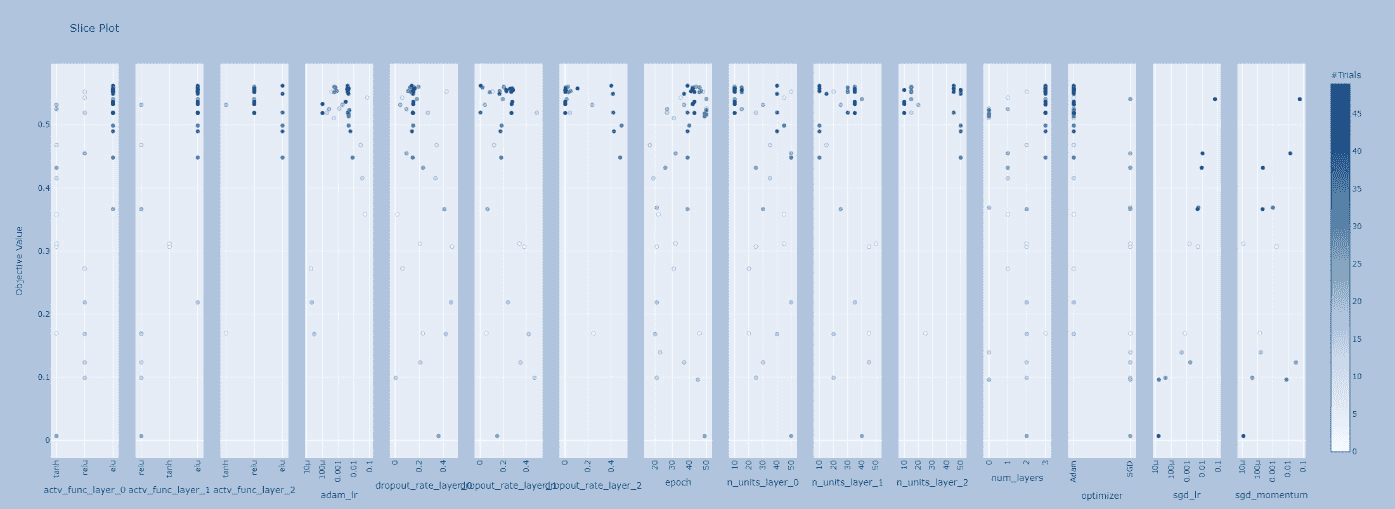 Slice Plot
#Trials
Objective Value
0.5
0.4
0.3
0.2
0.1
0
45
40
35
30
25
20
15
10
5
0
tanh relu elu
relu tanh elu
tanh relu elu
10μ 100μ 0.001 0.01 0.1
0 0.2 0.4
0 0.2 0.4
0 0.2 0.4
20 30 40 50
10 20 30 40 50
10 20 30 40 50
10 20 30 40 50
0 1 2 3
Adam SGD
10μ 100μ 0.001 0.01 0.1
10μ 100μ 0.001 0.01 0.1
actv_func_layer_0 actv_func_layer_1 actv_func_layer_2 adam_lr dropout_rate_layer_0 dropout_rate_layer_1 dropout_rate_layer_2 epoch n_units_layer_0 n_units_layer_1 n_units_layer_2 num_layers optimizer sgd_lr sgd_momentum